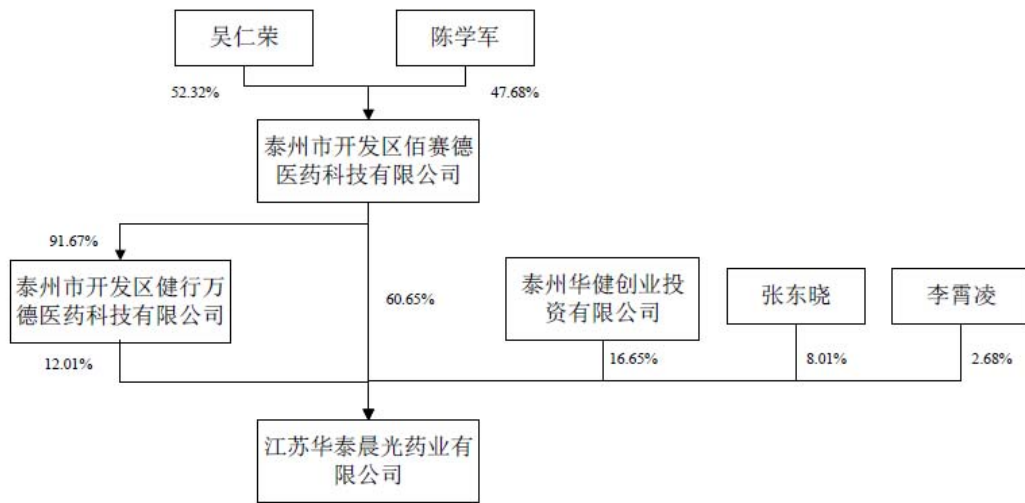 吴仁荣
陈学军
52.32%
47.68%
泰州市开发区佰赛德
医药科技有限公司
91.67%
泰州市开发区健行万
德医药科技有限公司
60.65%
泰州华健创业投
资有限公司
张东晓
李霄凌
12.01%
16.65%
8.01%
2.68%
江苏华泰晨光药业有
限公司